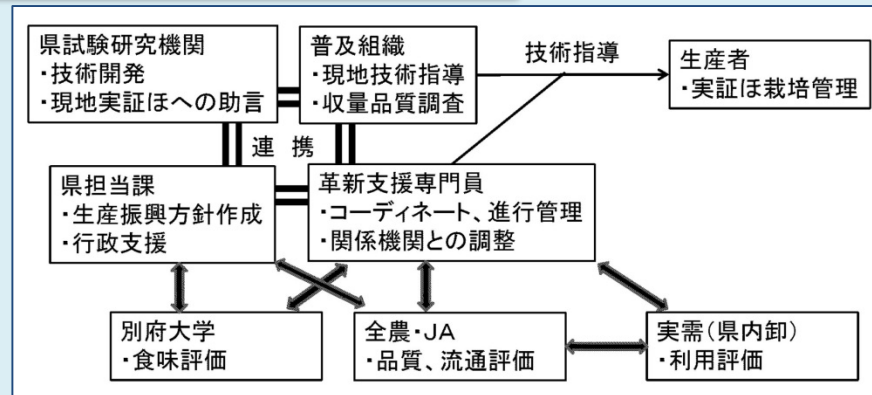 県試験研究機関
・技術開発
・現地実証ほへの助言
普及組織
・現地技術指導
・収量品質調査
技術指導
生産者
・実証ほ栽培管理
連 携
県担当課
・生産振興方針作成
・行政支援
革新支援専門員
・コーディネート、進行管理
・関係機関との調整
別府大学
・食味評価
全農・JA
・品質、流通評価
実需(県内卸)
・利用評価